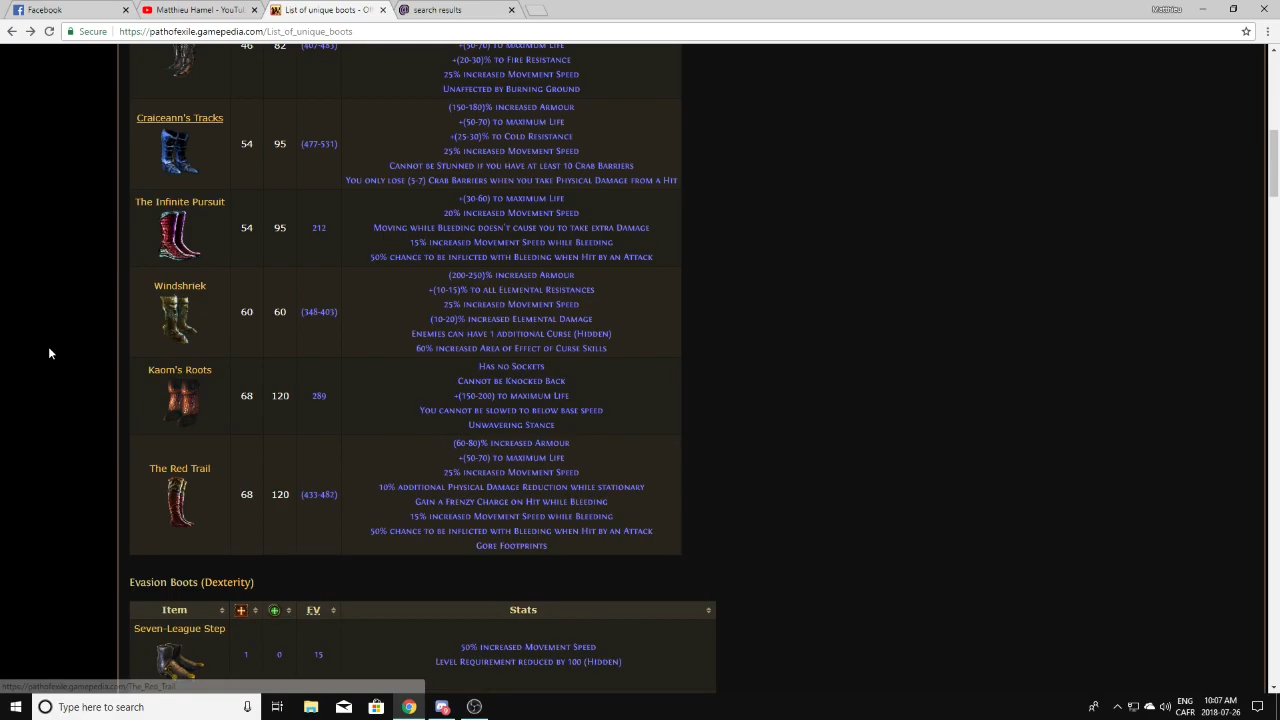 Facebook
Matthieu Hamel - YouTu
List of unique boots - Of
search results
Matthieu
Secure | https://pathofexile.gamepedia.com/List_of_unique_boots
46 82 (407-483)
+(50-70) to maximum Life
+(20-30)% to Fire Resistance
25% increased Movement Speed
Unaffected by Burning Ground
Craiceann's Tracks
54 95 (477-531)
(150-180)% increased Armour
+(50-70) to maximum Life
+(25-30)% to Cold Resistance
25% increased Movement Speed
Cannot be Stunned if you have at least 10 Crab Barriers
You only lose (5-7) Crab Barriers when you take Physical Damage from a Hit
The Infinite Pursuit
54 95 212
+(30-60) to maximum Life
20% increased Movement Speed
Moving while Bleeding doesn't cause you to take extra Damage
15% increased Movement Speed while Bleeding
50% chance to be inflicted with Bleeding when Hit by an Attack
Windshriek
60 60 (348-403)
(200-250)% increased Armour
+(10-15)% to all Elemental Resistances
25% increased Movement Speed
(10-20)% increased Elemental Damage
Enemies can have 1 additional Curse (Hidden)
60% increased Area of Effect of Curse Skills
Kaom's Roots
68 120 289
Has no Sockets
Cannot be Knocked Back
+(150-200) to maximum Life
You cannot be slowed to below base speed
Unwavering Stance
The Red Trail
68 120 (433-482)
(60-80)% increased Armour
+(50-70) to maximum Life
25% increased Movement Speed
10% additional Physical Damage Reduction while stationary
Gain a Frenzy Charge on Hit while Bleeding
15% increased Movement Speed while Bleeding
50% chance to be inflicted with Bleeding when Hit by an Attack
Gore Footprints
Evasion Boots (Dexterity)
Item EV Stats
Seven-League Step
1 0 15
50% increased Movement Speed
Level Requirement reduced by 100 (Hidden)
https://pathofexile.gamepedia.com/The_Red_Trail
Type here to search
ENG
CAFR
10:07 AM
2018-07-26